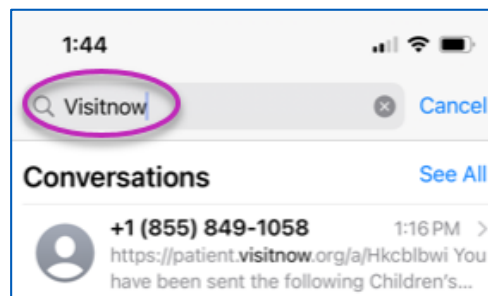 1:44
Visitnow
Cancel
Conversations
See All
+1 (855) 849-1058
1:16 PM
https://patient.visitnow.org/a/Hkcblbwi You
have been sent the following Children's...